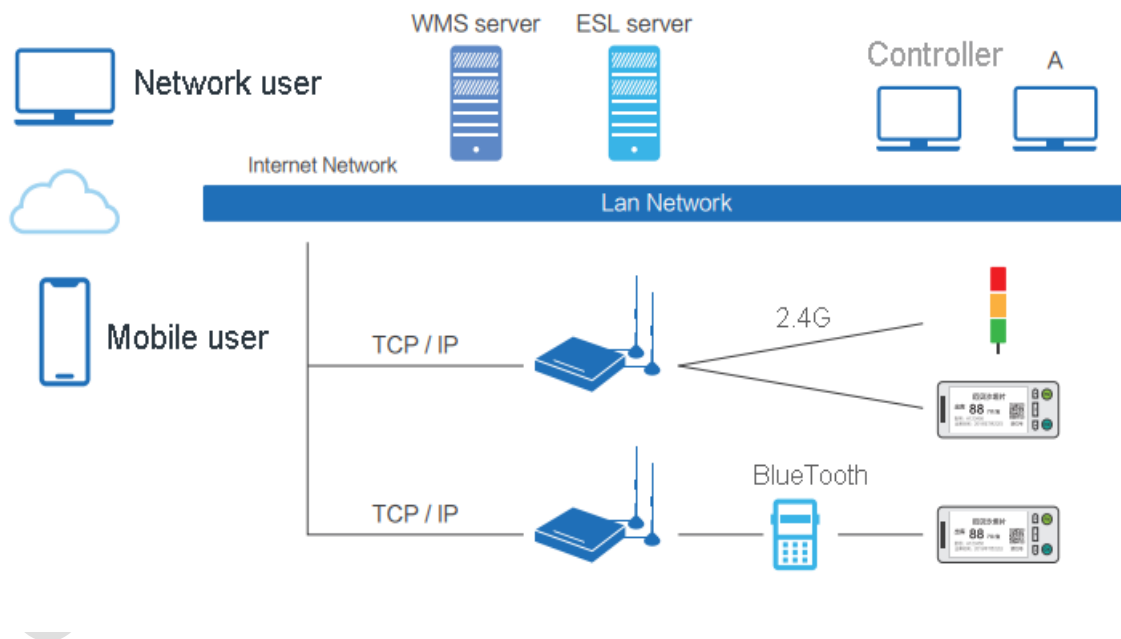 WMS server
ESL server
Controller
A
Network user
Internet Network
Lan Network
Mobile user
TCP / IP
2.4G
88
TCP / IP
BlueTooth
88